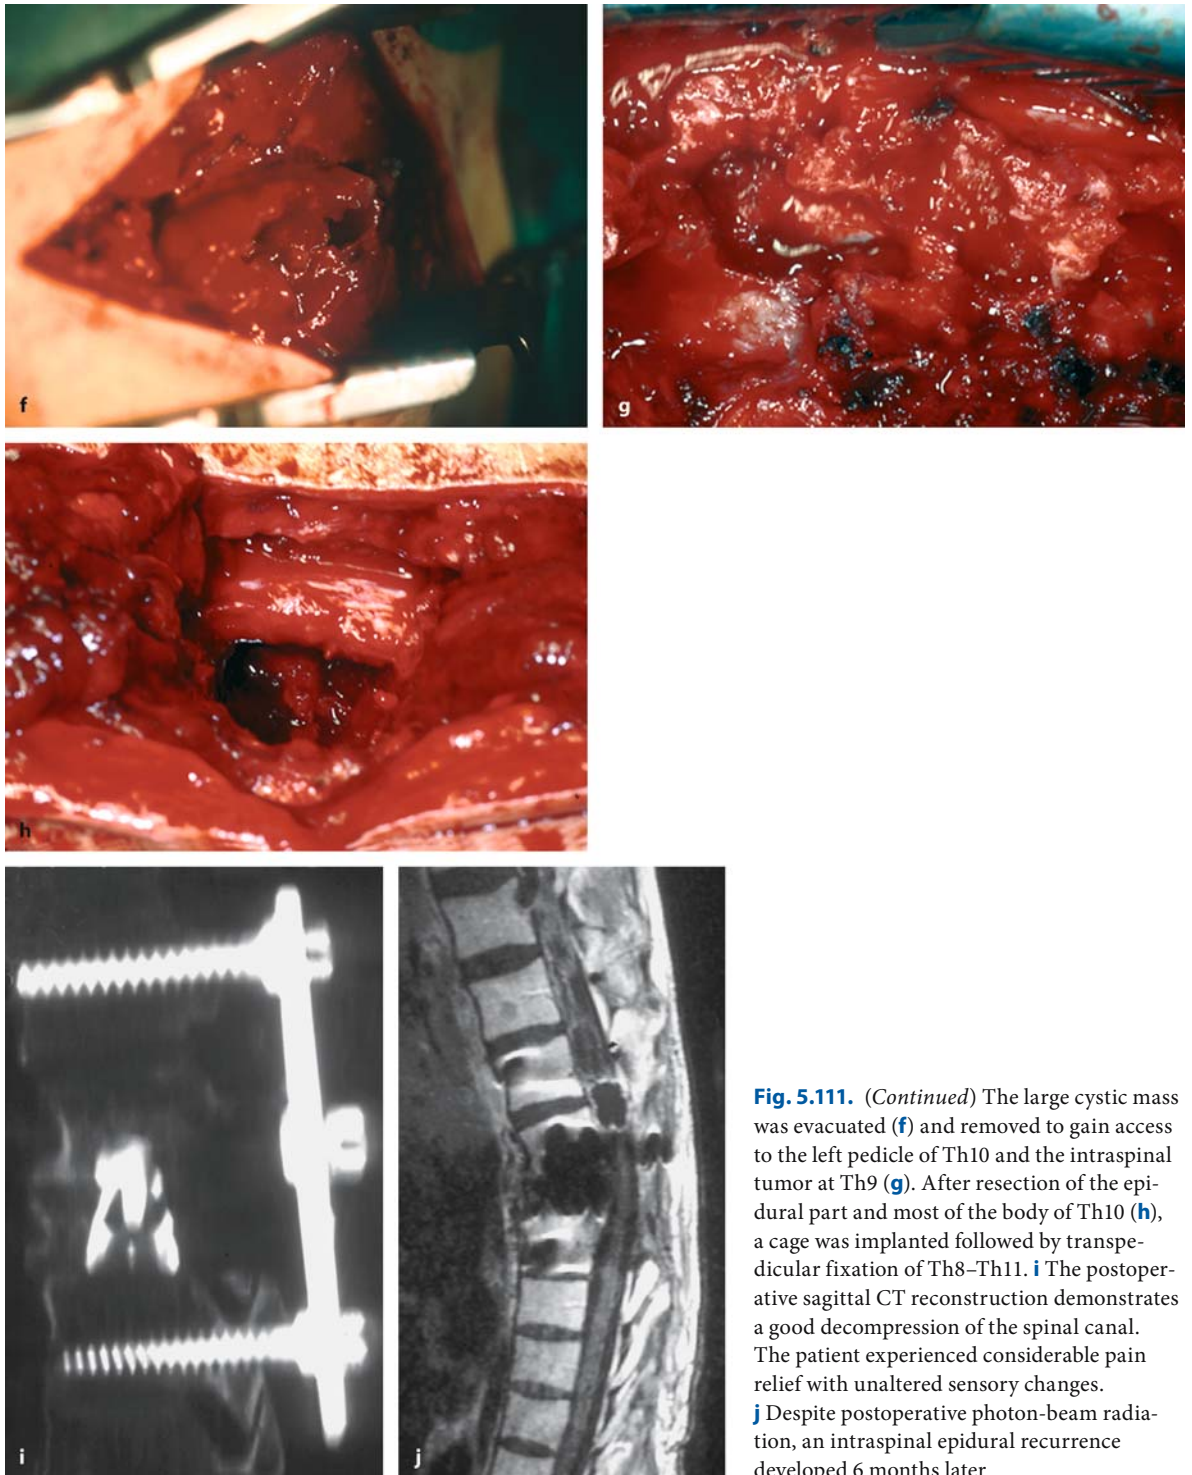 f
g
h
i
j
Fig. 5.111. (Continued) The large cystic mass
was evacuated (f) and removed to gain access
to the left pedicle of Th10 and the intraspinal
tumor at Th9 (g). After resection of the epi-
dural part and most of the body of Th10 (h),
a cage was implanted followed by transpe-
dicular fixation of Th8–Th11. i The postoper-
ative sagittal CT reconstruction demonstrates
a good decompression of the spinal canal.
The patient experienced considerable pain
relief with unaltered sensory changes.
j Despite postoperative photon-beam radia-
tion, an intraspinal epidural recurrence
developed 6 months later